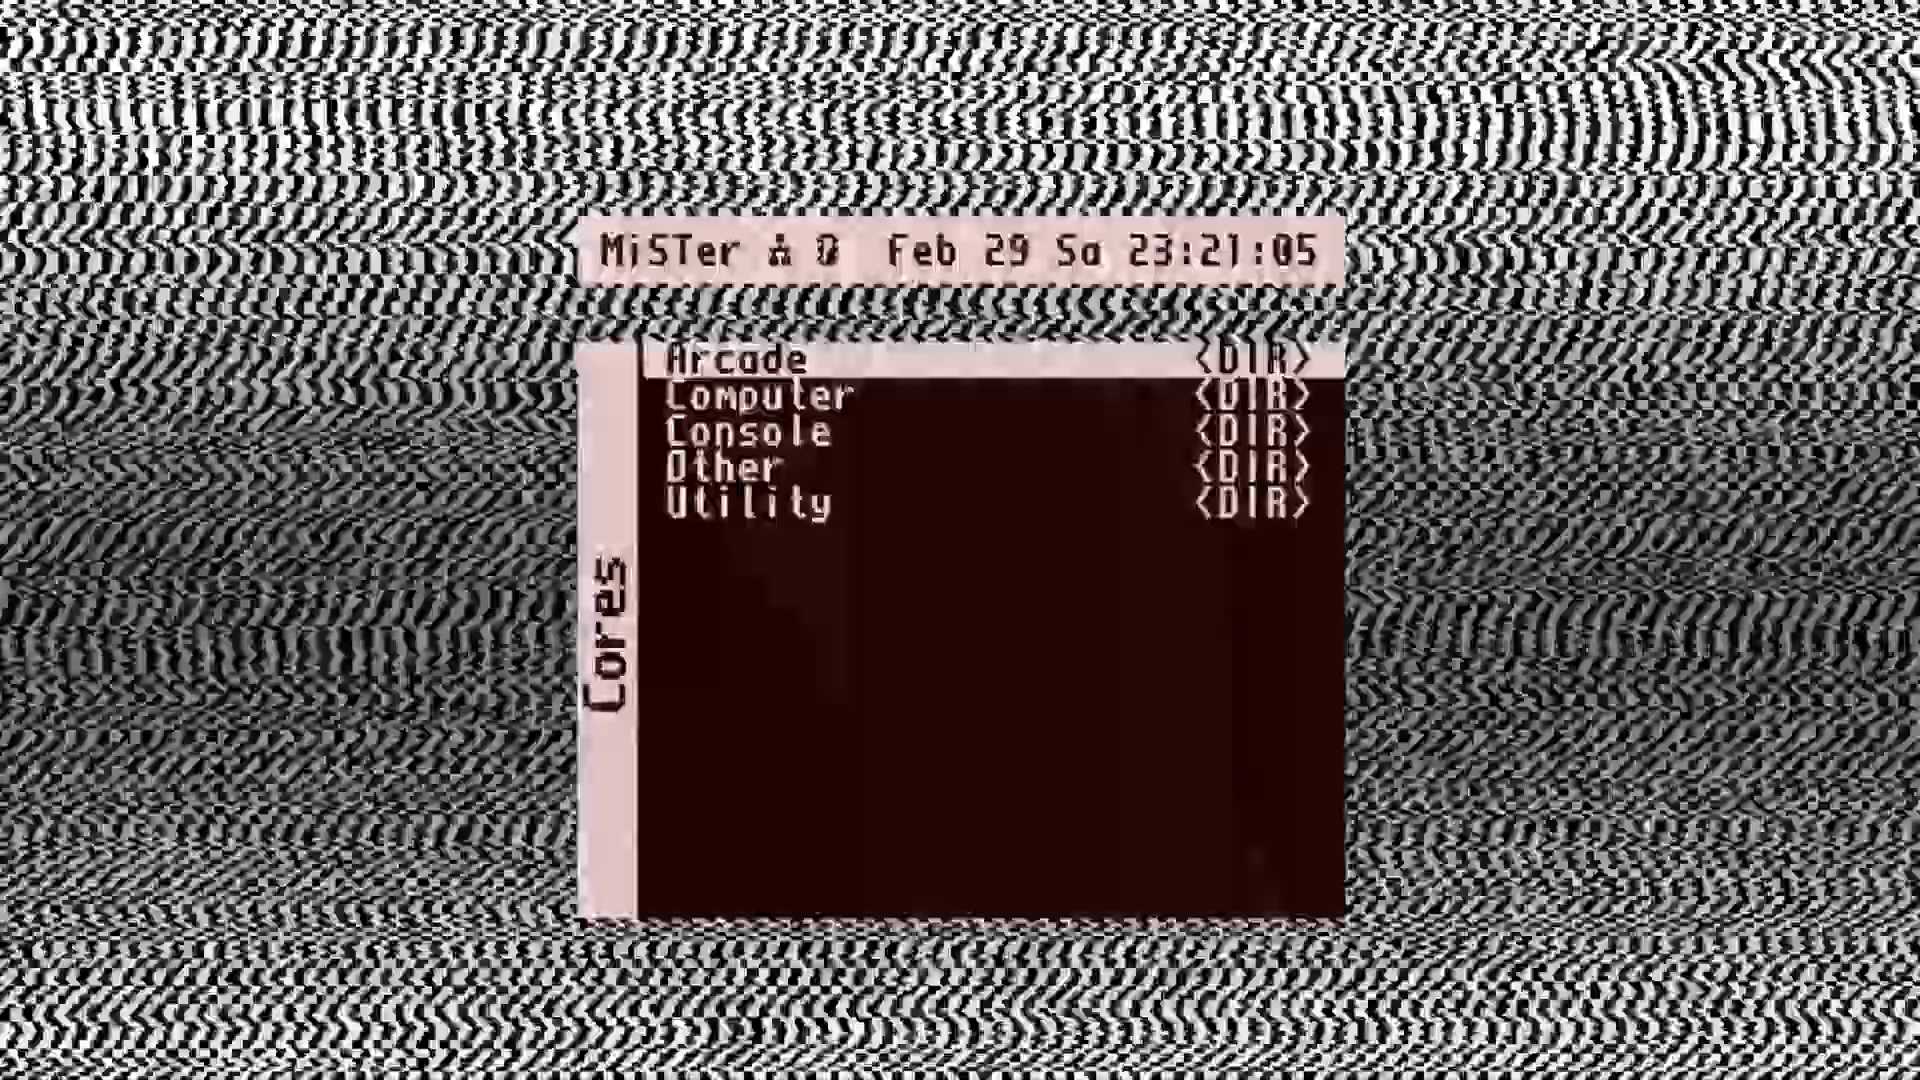 MiSTer Feb 29 Sa 23:21:05
Arcade <DIR>
Computer <DIR>
Console <DIR>
Other <DIR>
Utility <DIR>
Cores